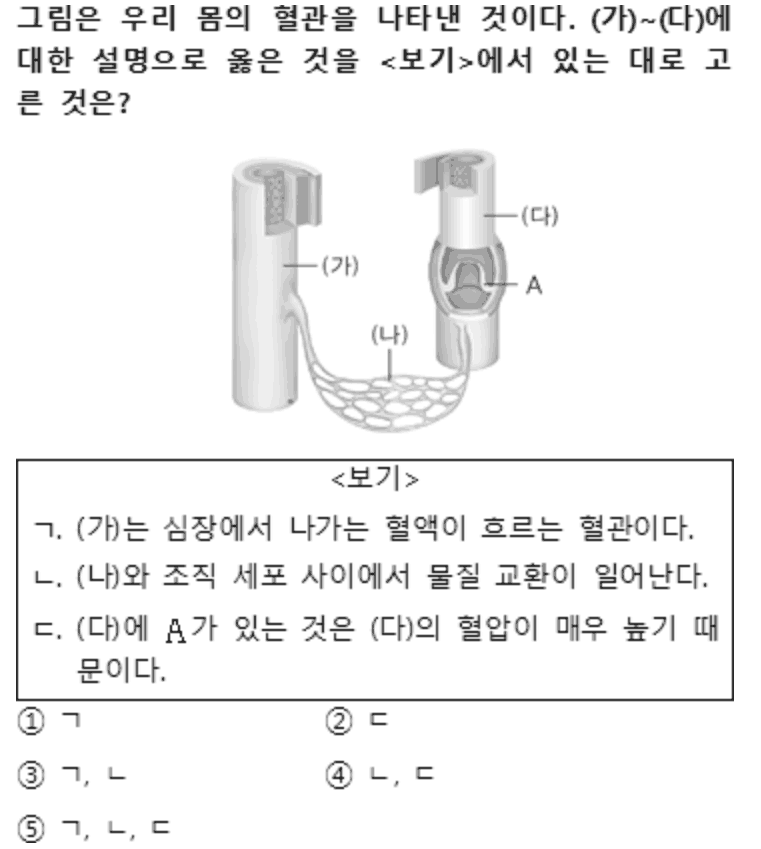 그림은 우리 몸의 혈관을 나타낸 것이다. (가)~(다)에
대한 설명으로 옳은 것을 <보기>에서 있는 대로 고
른 것은?
(다)
(가)
A
(나)
<보기>
ㄱ. (가)는 심장에서 나가는 혈액이 흐르는 혈관이다.
ㄴ. (나)와 조직 세포 사이에서 물질 교환이 일어난다.
ㄷ. (다)에 A가 있는 것은 (다)의 혈압이 매우 높기 때
문이다.
① ㄱ ② ㄷ
③ ㄱ, ㄴ ④ ㄴ, ㄷ
⑤ ㄱ, ㄴ, ㄷ